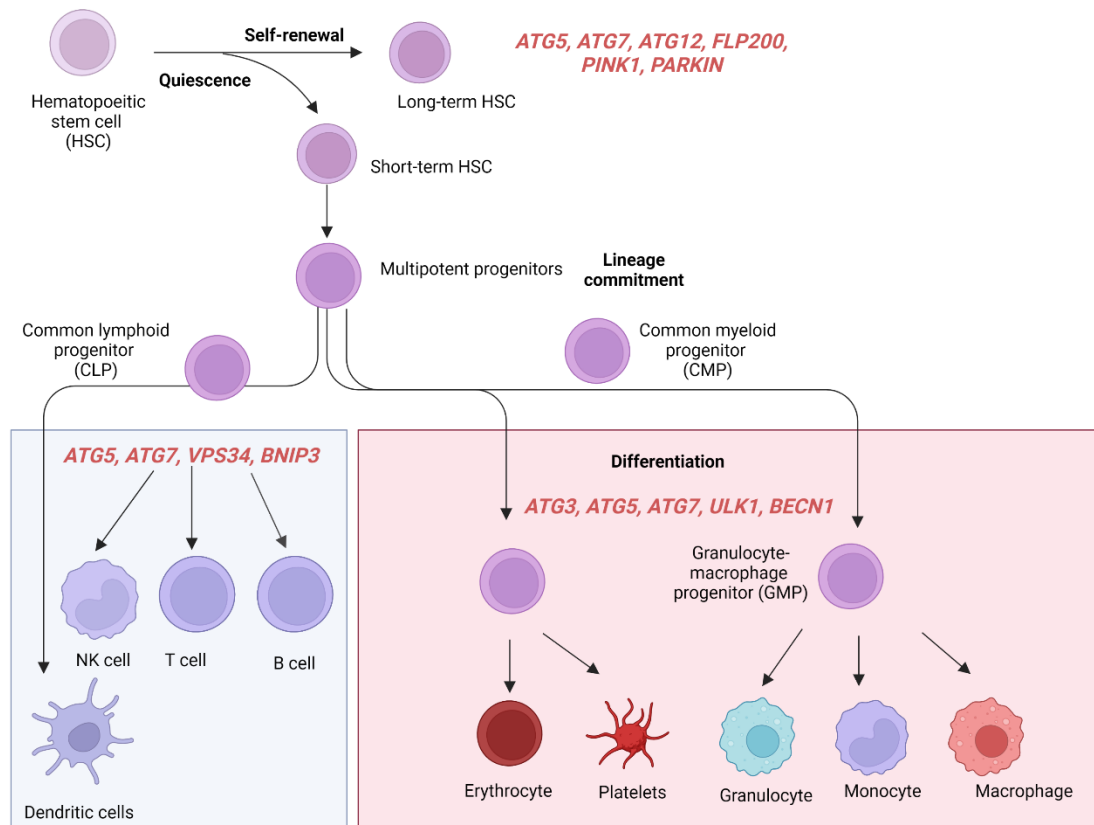 Self-renewal
Quiescence
ATG5, ATG7, ATG12, FLP200,
PINK1, PARKIN
Hematopoeitic
stem cell
(HSC)
Long-term HSC
Short-term HSC
Multipotent progenitors
Lineage
commitment
Common lymphoid
progenitor
(CLP)
Common myeloid
progenitor
(CMP)
ATG5, ATG7, VPS34, BNIP3
Differentiation
ATG3, ATG5, ATG7, ULK1, BECN1
Granulocyte-
macrophage
progenitor (GMP)
NK cell
T cell
B cell
Dendritic cells
Erythrocyte
Platelets
Granulocyte
Monocyte
Macrophage